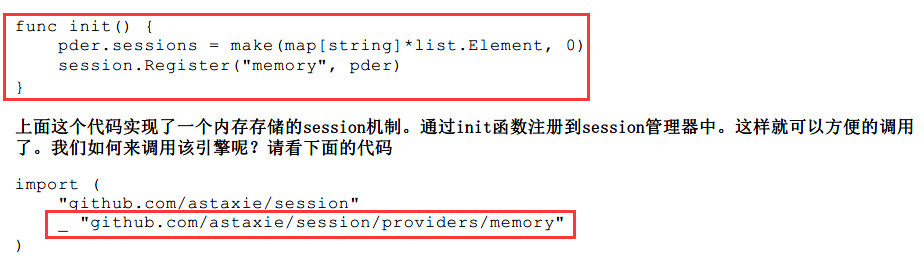 func init() {
    pder.sessions = make(map[string]*list.Element, 0)
    session.Register("memory", pder)
}
上面这个代码实现了一个内存存储的session机制。通过init函数注册到session管理器中。这样就可以方便的调用
了。我们如何来调用该引擎呢？请看下面的代码
import (
    "github.com/astaxie/session"
    _ "github.com/astaxie/session/providers/memory"
)